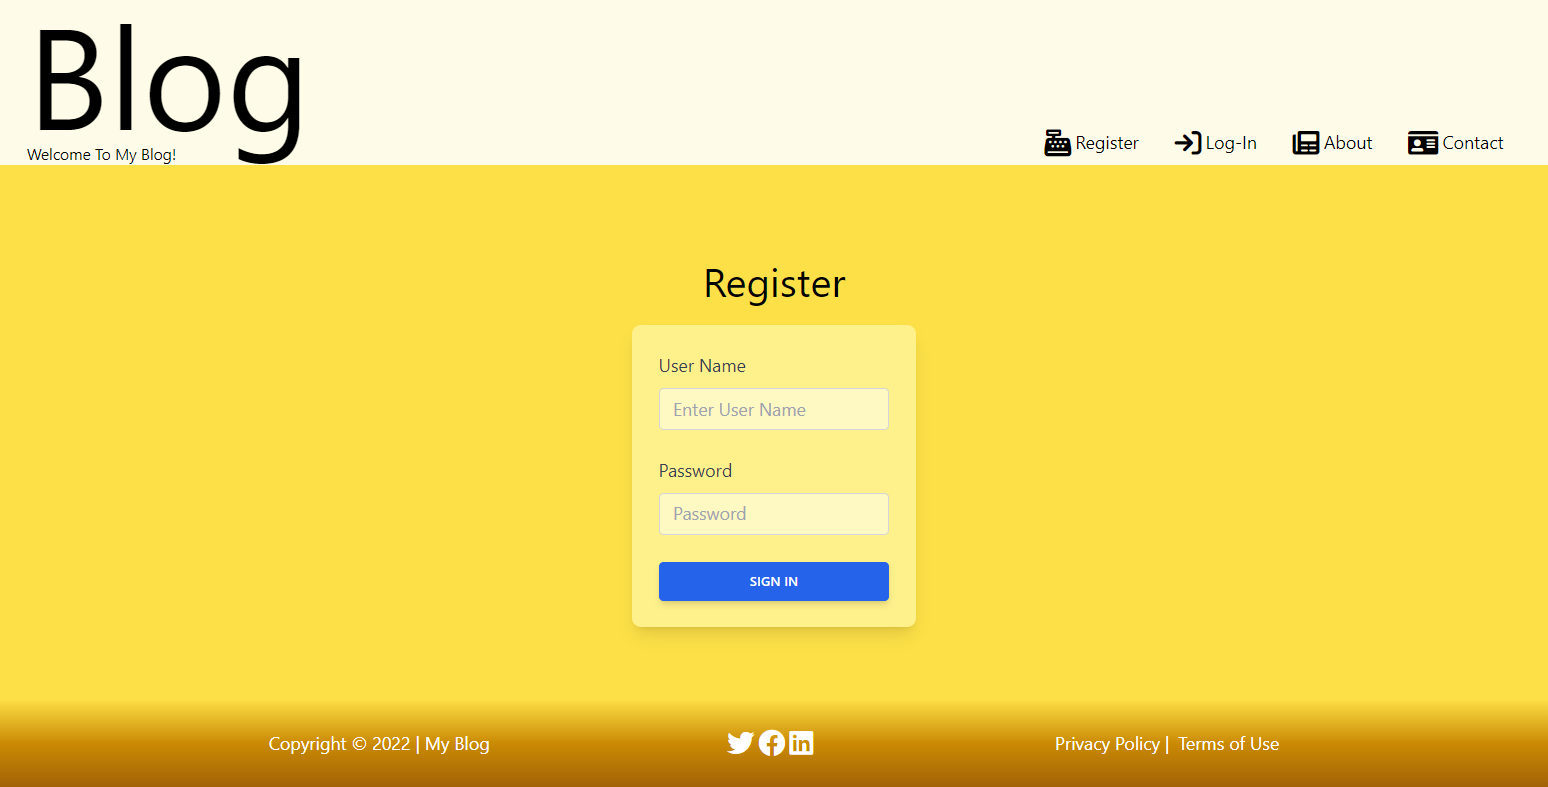 Blog
Welcome To My Blog!
Register Log-In About Contact
Register
User Name
Enter User Name
Password
Password
SIGN IN
Copyright © 2022 | My Blog
Privacy Policy | Terms of Use